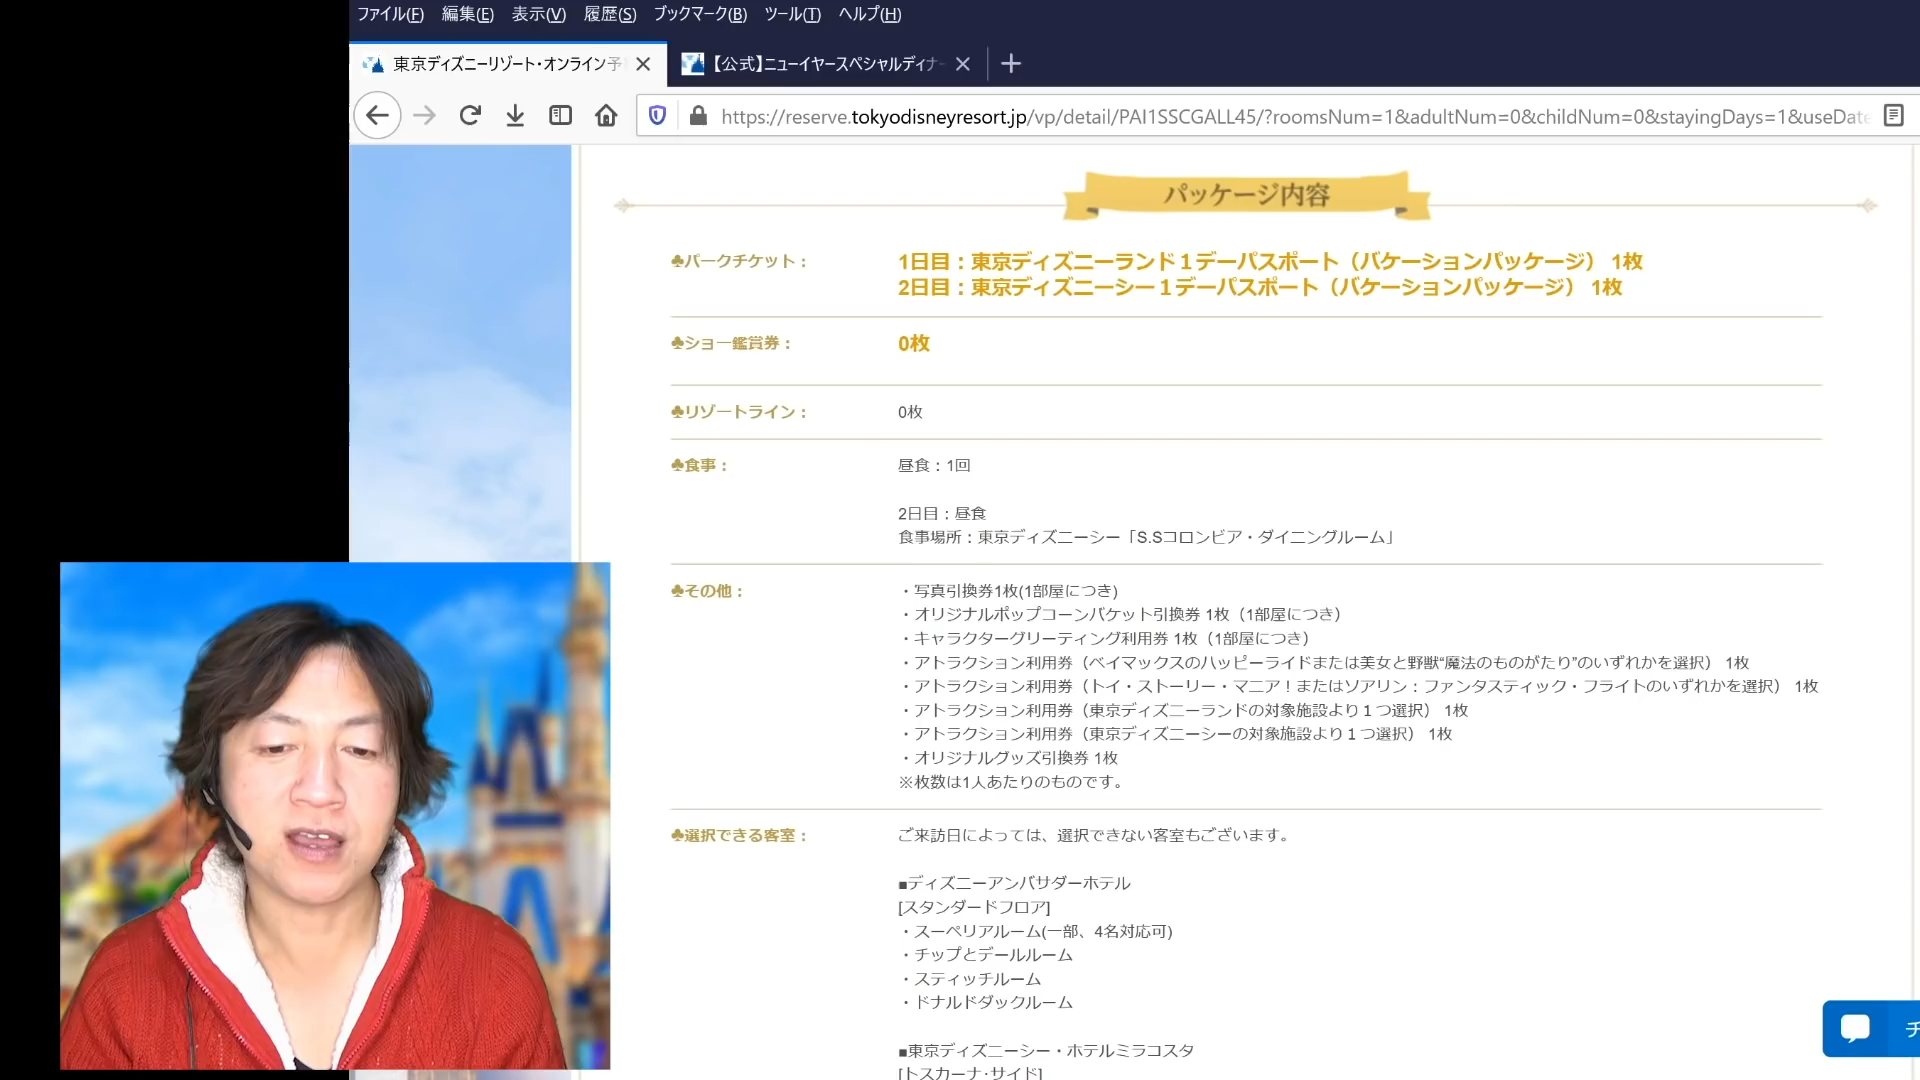 ファイル(F) 編集(E) 表示(V) 履歴(S) ブックマーク(B) ツール(T) ヘルプ(H)
東京ディズニーリゾート・オンライン予 【公式】ニューイヤースペシャルディナー
https://reserve.tokyodisneyresort.jp/vp/detail/PAI1SSCGALL45/?roomsNum=1&adultNum=0&childNum=0&stayingDays=1&useDate
パッケージ内容
♣パークチケット： 1日目：東京ディズニーランド１デーパスポート（バケーションパッケージ） 1枚
2日目：東京ディズニーシー１デーパスポート（バケーションパッケージ） 1枚
♣ショー鑑賞券： 0枚
♣リゾートライン： 0枚
♣食事： 昼食：1回
2日目：昼食
食事場所：東京ディズニーシー「S.Sコロンビア・ダイニングルーム」
♣その他： ・写真引換券1枚(1部屋につき)
・オリジナルポップコーンバケット引換券 1枚（1部屋につき）
・キャラクターグリーティング利用券 1枚（1部屋につき）
・アトラクション利用券（ベイマックスのハッピーライドまたは美女と野獣“魔法のものがたり”のいずれかを選択） 1枚
・アトラクション利用券（トイ・ストーリー・マニア！またはソアリン：ファンタスティック・フライトのいずれかを選択） 1枚
・アトラクション利用券（東京ディズニーランドの対象施設より１つ選択） 1枚
・アトラクション利用券（東京ディズニーシーの対象施設より１つ選択） 1枚
・オリジナルグッズ引換券 1枚
※枚数は1人あたりのものです。
♣選択できる客室： ご来訪日によっては、選択できない客室もございます。
■ディズニーアンバサダーホテル
[スタンダードフロア]
・スーペリアルーム(一部、4名対応可)
・チップとデールルーム
・スティッチルーム
・ドナルドダックルーム
■東京ディズニーシー・ホテルミラコスタ
[トスカーナ･サイド]
チ